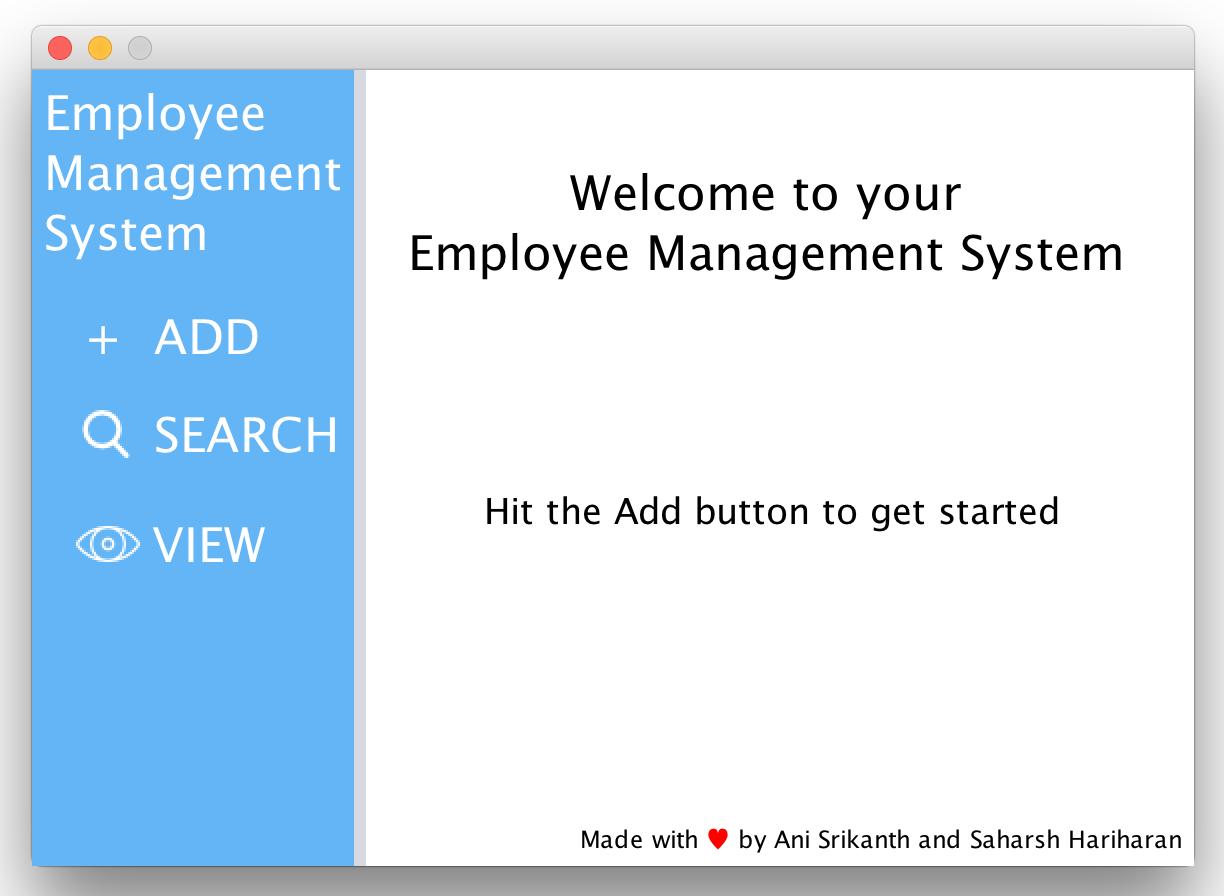 Employee
Management
System
+ ADD
SEARCH
VIEW
Welcome to your
Employee Management System
Hit the Add button to get started
Made with ♥ by Ani Srikanth and Saharsh Hariharan